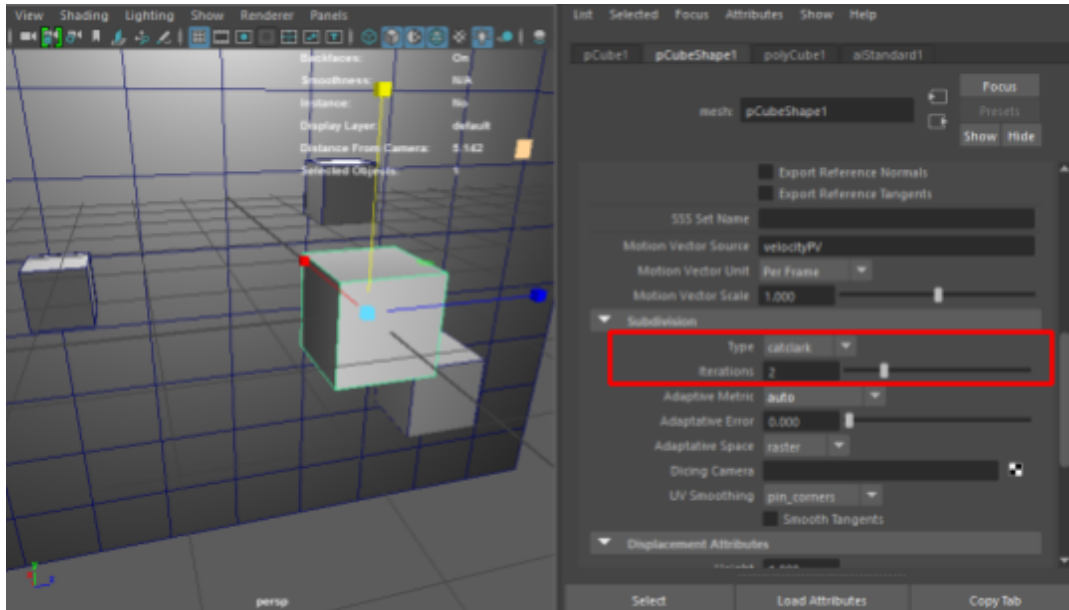 View Shading Lighting Show Renderer Panels
Backfaces: On
Smoothness: N/A
Instance: No
Display Layer: default
Distance From Camera: 5.142
Selected Objects: 1
persp
List Selected Focus Attributes Show Help
pCube1 pCubeShape1 polyCube1 aiStandard1
Focus
mesh: pCubeShape1
Presets
Show Hide
Export Reference Normals
Export Reference Tangents
SSS Set Name
Motion Vector Source velocityPV
Motion Vector Unit Per Frame
Motion Vector Scale 1.000
Subdivision
Type catclark
Iterations 2
Adaptive Metric auto
Adaptative Error 0.000
Adaptative Space raster
Dicing Camera
UV Smoothing pin_corners
Smooth Tangents
Displacement Attributes
Select Load Attributes Copy Tab